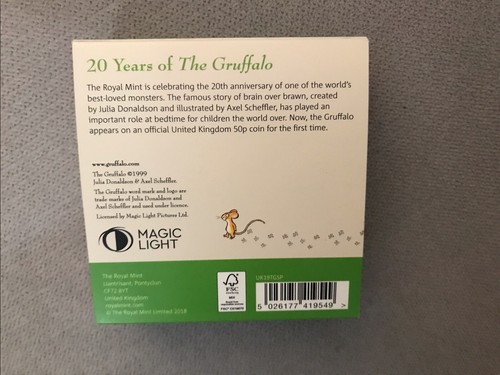 20 Years of The Gruffalo
The Royal Mint is celebrating the 20th anniversary of one of the world's
best-loved monsters. The famous story of brain over brawn, created
by Julia Donaldson and illustrated by Axel Scheffler, has played an
important role at bedtime for children the world over. Now, the Gruffalo
appears on an official United Kingdom 50p coin for the first time.
www.gruffalo.com
The Gruffalo ©1999
Julia Donaldson & Axel Scheffler.
The Gruffalo word mark and logo are
trade marks of Julia Donaldson and
Axel Scheffler and used under licence.
Licensed by Magic Light Pictures Ltd.
MAGIC
LIGHT
The Royal Mint
Llantrisant, Pontyclun
CF72 8YT
United Kingdom
royalmint.com
© The Royal Mint Limited 2018
FSC
UK19TGSP
5 026177 419549 >